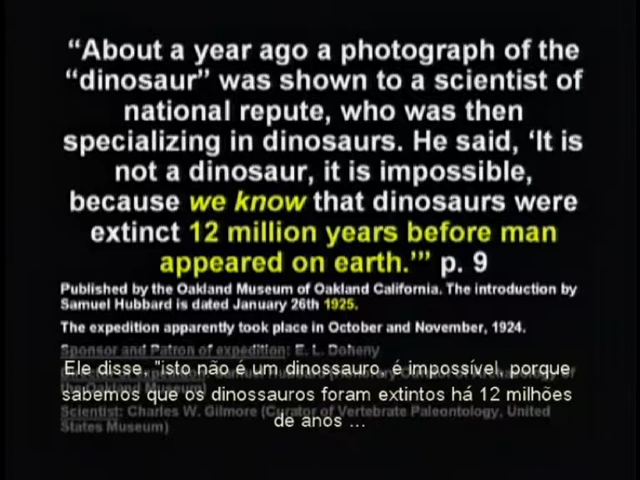 “About a year ago a photograph of the
“dinosaur” was shown to a scientist of
national repute, who was then
specializing in dinosaurs. He said, ‘It is
not a dinosaur, it is impossible,
because we know that dinosaurs were
extinct 12 million years before man
appeared on earth.’” p. 9
Published by the Oakland Museum of Oakland California. The introduction by
Samuel Hubbard is dated January 26th 1925.
The expedition apparently took place in October and November, 1924.
Sponsor and Patron of expedition: E. L. Doheny
Ele disse, "isto não é um dinossauro, é impossível, porque
the Oakland Museum)
sabemos que os dinossauros foram extintos há 12 milhões
Scientist: Charles W. Gilmore (Curator of Vertebrate Paleontology, United
de anos ...
States Museum)